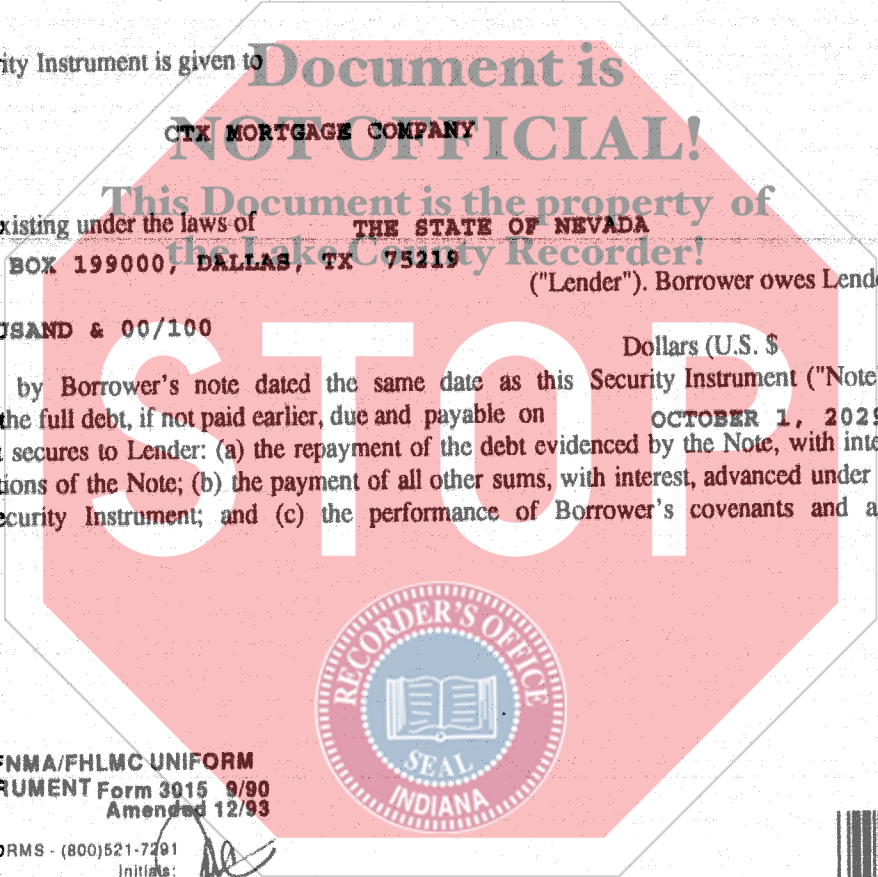 ity Instrument is given to
Document is
CTX MORTGAGE COMPANY
NOT OFFICIAL!
This Document is the property of
xisting under the laws of THE STATE OF NEVADA
the Lake County Recorder!
BOX 199000, DALLAS, TX 75219
("Lender"). Borrower owes Lende
USAND & 00/100
Dollars (U.S. $
STOP
by Borrower's note dated the same date as this Security Instrument ("Note"
the full debt, if not paid earlier, due and payable on OCTOBER 1, 2029
t secures to Lender: (a) the repayment of the debt evidenced by the Note, with inte
tions of the Note; (b) the payment of all other sums, with interest, advanced under
ecurity Instrument; and (c) the performance of Borrower's covenants and a
RECORDER'S OFFICE
SEAL
INDIANA
FNMA/FHLMC UNIFORM
RUMENT Form 3015 9/90
Amended 12/93
ORMS - (800)521-7291
Initials: